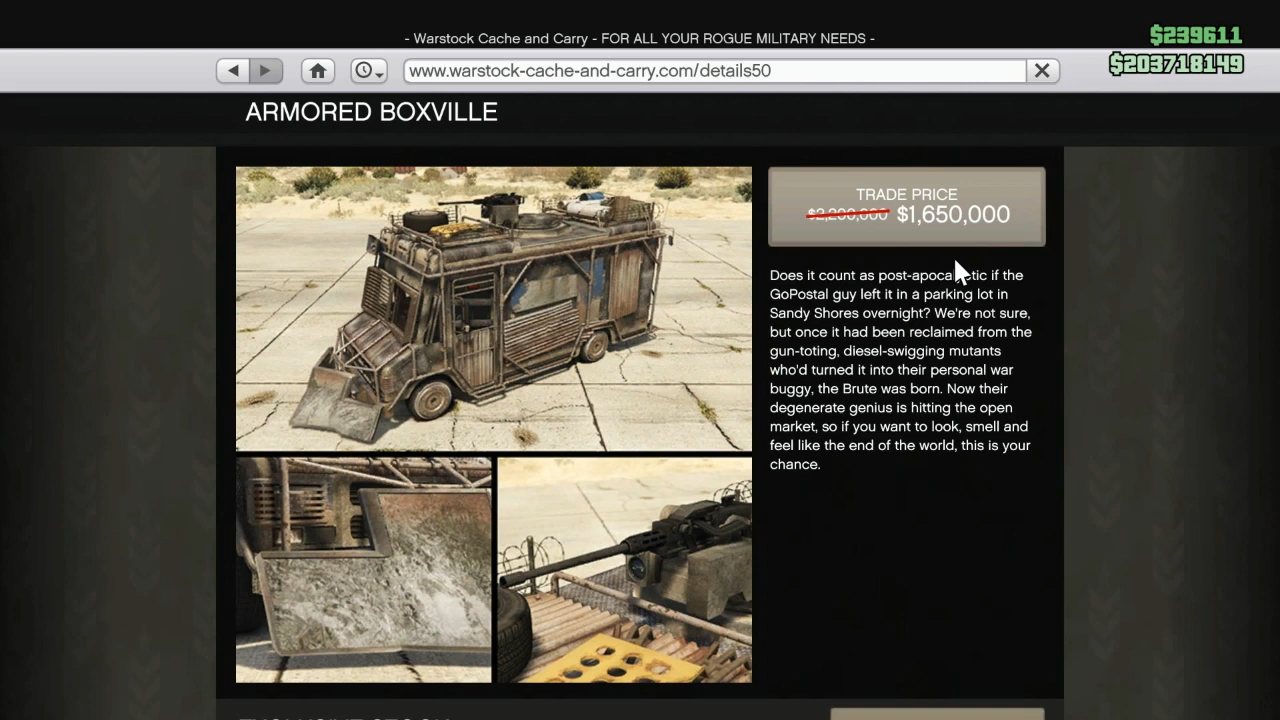 - Warstock Cache and Carry - FOR ALL YOUR ROGUE MILITARY NEEDS -
$239611
$203718149
www.warstock-cache-and-carry.com/details50
ARMORED BOXVILLE
TRADE PRICE
$2,200,000 $1,650,000
Does it count as post-apocalyptic if the
GoPostal guy left it in a parking lot in
Sandy Shores overnight? We're not sure,
but once it had been reclaimed from the
gun-toting, diesel-swigging mutants
who'd turned it into their personal war
buggy, the Brute was born. Now their
degenerate genius is hitting the open
market, so if you want to look, smell and
feel like the end of the world, this is your
chance.